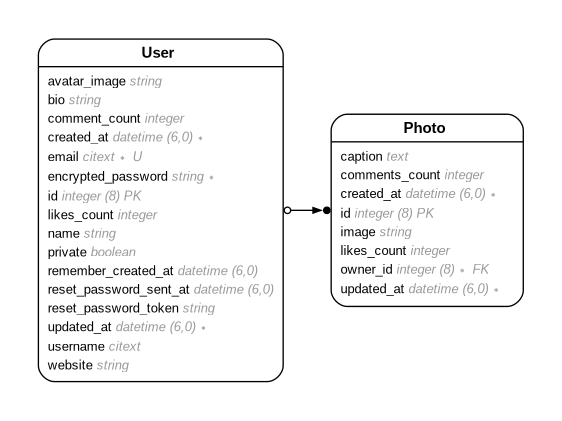 User
avatar_image string
bio string
comment_count integer
created_at datetime (6,0) *
email citext * U
encrypted_password string *
id integer (8) PK
likes_count integer
name string
private boolean
remember_created_at datetime (6,0)
reset_password_sent_at datetime (6,0)
reset_password_token string
updated_at datetime (6,0) *
username citext
website string
Photo
caption text
comments_count integer
created_at datetime (6,0) *
id integer (8) PK
image string
likes_count integer
owner_id integer (8) * FK
updated_at datetime (6,0) *